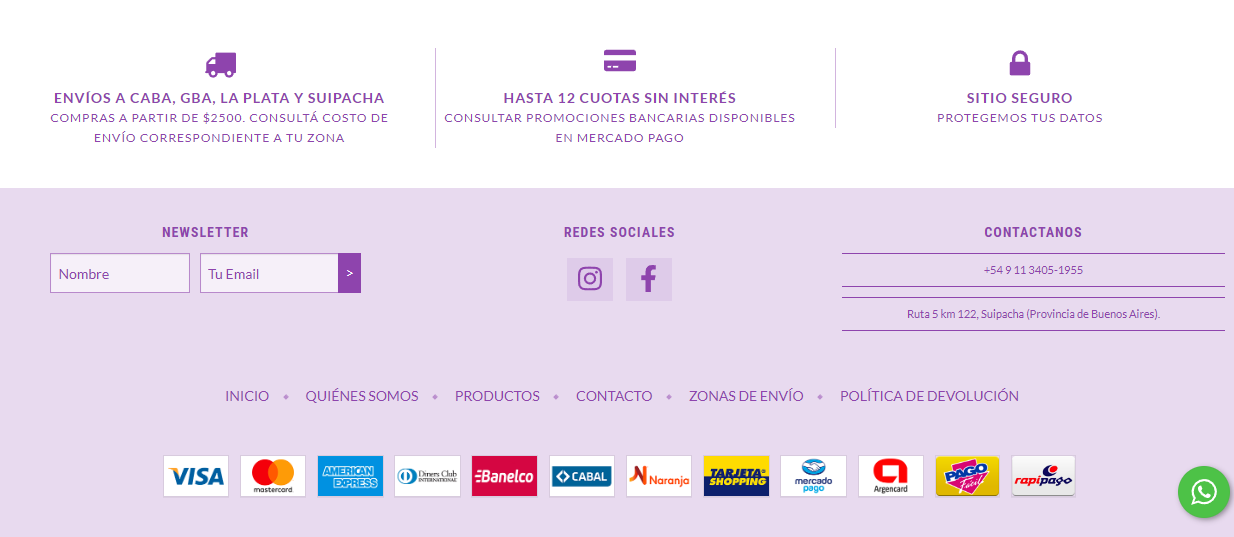 ENVÍOS A CABA, GBA, LA PLATA Y SUIPACHA
COMPRAS A PARTIR DE $2500. CONSULTÁ COSTO DE
ENVÍO CORRESPONDIENTE A TU ZONA
HASTA 12 CUOTAS SIN INTERÉS
CONSULTAR PROMOCIONES BANCARIAS DISPONIBLES
EN MERCADO PAGO
SITIO SEGURO
PROTEGEMOS TUS DATOS
NEWSLETTER
Nombre
Tu Email
>
REDES SOCIALES
CONTACTANOS
+54 9 11 3405-1955
Ruta 5 km 122, Suipacha (Provincia de Buenos Aires).
INICIO
QUIÉNES SOMOS
PRODUCTOS
CONTACTO
ZONAS DE ENVÍO
POLÍTICA DE DEVOLUCIÓN
VISA
mastercard
AMERICAN
EXPRESS
Diners Club
INTERNATIONAL
Banelco
CABAL
Naranja
TARJETA
SHOPPING
mercado
pago
Argencard
PAGO
Fácil
rapipago